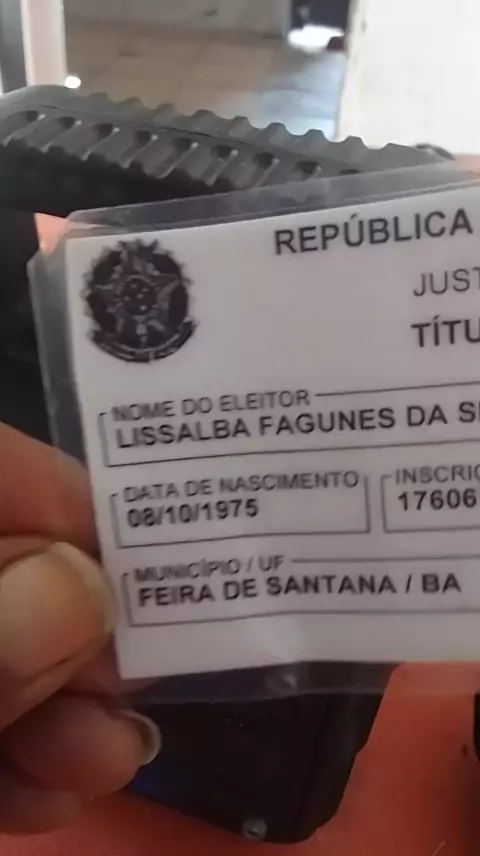 REPÚBLICA
JUST
TÍTU
NOME DO ELEITOR
LISSALBA FAGUNES DA S
DATA DE NASCIMENTO
08/10/1975
INSCRIÇ
17606
MUNICÍPIO / UF
FEIRA DE SANTANA / BA